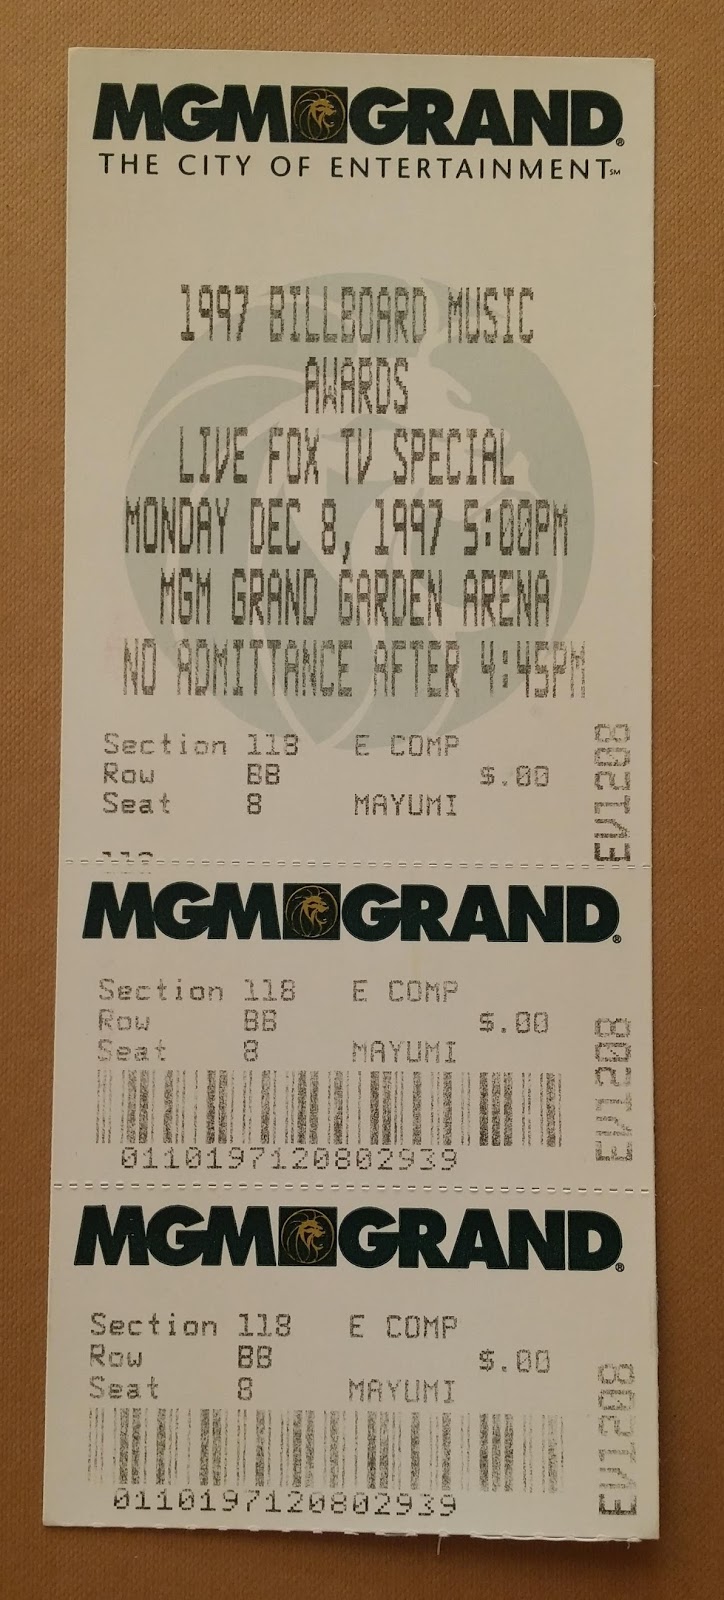 MGM GRAND®
THE CITY OF ENTERTAINMENT℠
1997 BILLBOARD MUSIC
AWARDS
LIVE FOX TV SPECIAL
MONDAY DEC 8, 1997 5:00PM
MGM GRAND GARDEN ARENA
NO ADMITTANCE AFTER 4:45PM
Section 118 E COMP
Row BB $.00
Seat 8 MAYUMI
EV1208
118
MGM GRAND®
Section 118 E COMP
Row BB $.00
Seat 8 MAYUMI
EV1208
0110197120802939
MGM GRAND®
Section 118 E COMP
Row BB $.00
Seat 8 MAYUMI
EV1208
0110197120802939